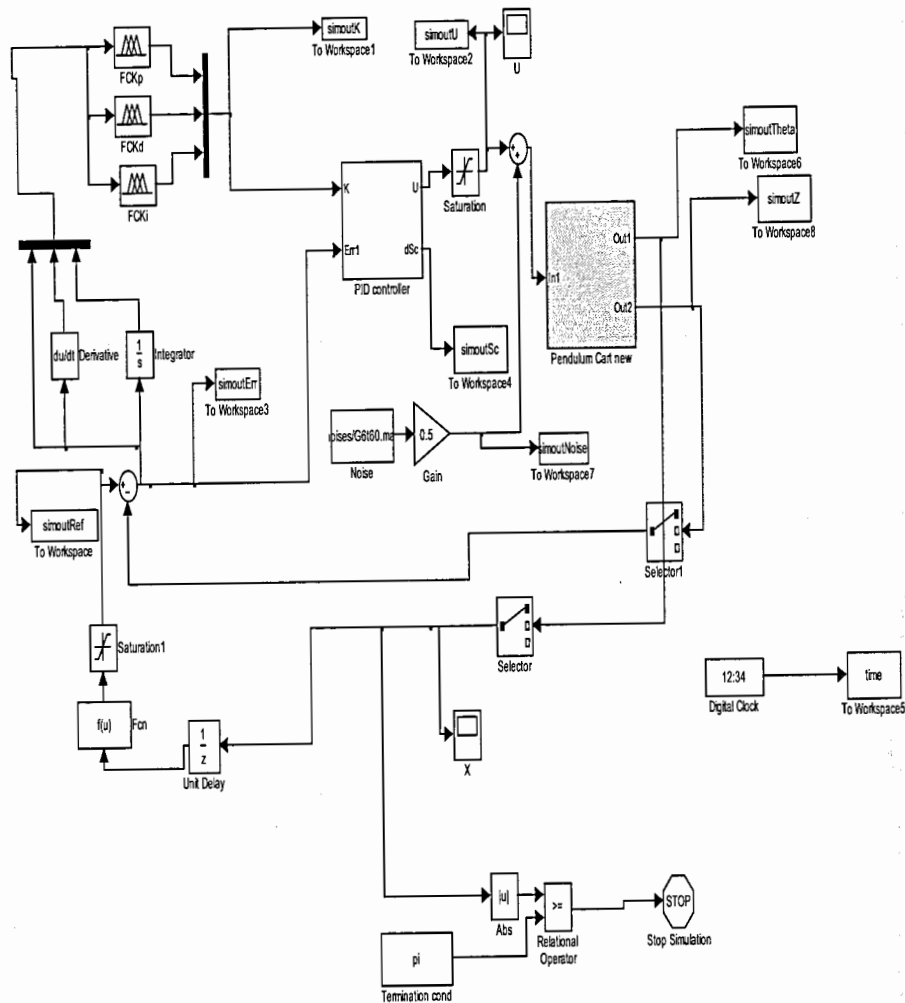 simoutK
To Workspace1
simoutU
To Workspace2
U
FCKp
FCKd
FCKi
K
U
Err1
dSc
PID controller
Saturation
+
+
In1
Out1
Out2
Pendulum Cart new
simoutTheta
To Workspace6
simoutZ
To Workspace8
du/dt
Derivative
1
s
Integrator
simoutErr
To Workspace3
simoutSc
To Workspace4
oises/G6t60.ma
Noise
0.5
Gain
simoutNoise
To Workspace7
+
-
simoutRef
To Workspace
Selector1
Selector
Saturation1
f(u)
Fcn
1
z
Unit Delay
X
12:34
Digital Clock
time
To Workspace5
|u|
Abs
>=
Relational
Operator
STOP
Stop Simulation
pi
Termination cond